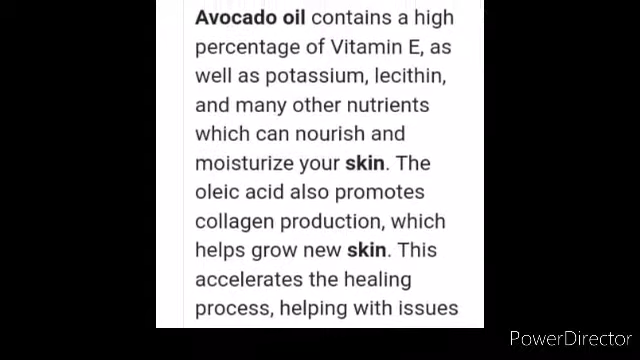 Avocado oil contains a high
percentage of Vitamin E, as
well as potassium, lecithin,
and many other nutrients
which can nourish and
moisturize your skin. The
oleic acid also promotes
collagen production, which
helps grow new skin. This
accelerates the healing
process, helping with issues
PowerDirector